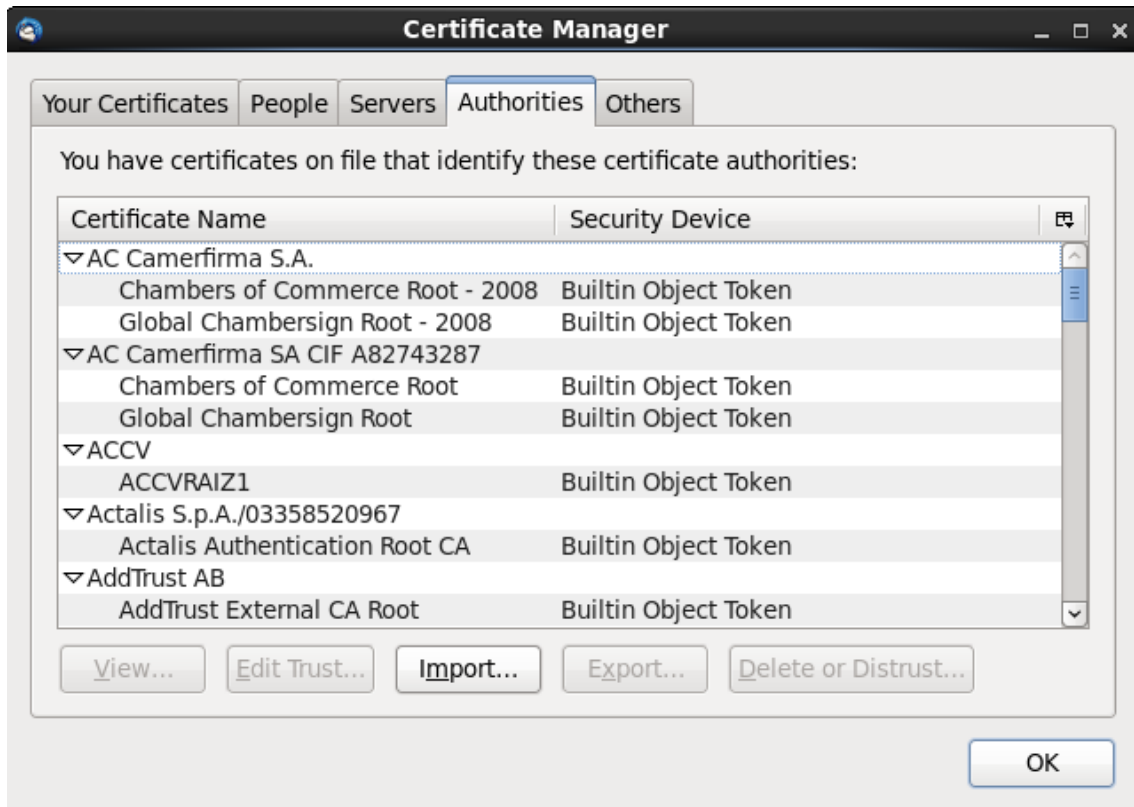 Certificate Manager
Your Certificates People Servers Authorities Others
You have certificates on file that identify these certificate authorities:
Certificate Name Security Device
AC Camerfirma S.A.
Chambers of Commerce Root - 2008 Builtin Object Token
Global Chambersign Root - 2008 Builtin Object Token
AC Camerfirma SA CIF A82743287
Chambers of Commerce Root Builtin Object Token
Global Chambersign Root Builtin Object Token
ACCV
ACCVRAIZ1 Builtin Object Token
Actalis S.p.A./03358520967
Actalis Authentication Root CA Builtin Object Token
AddTrust AB
AddTrust External CA Root Builtin Object Token
View... Edit Trust... Import... Export... Delete or Distrust...
OK